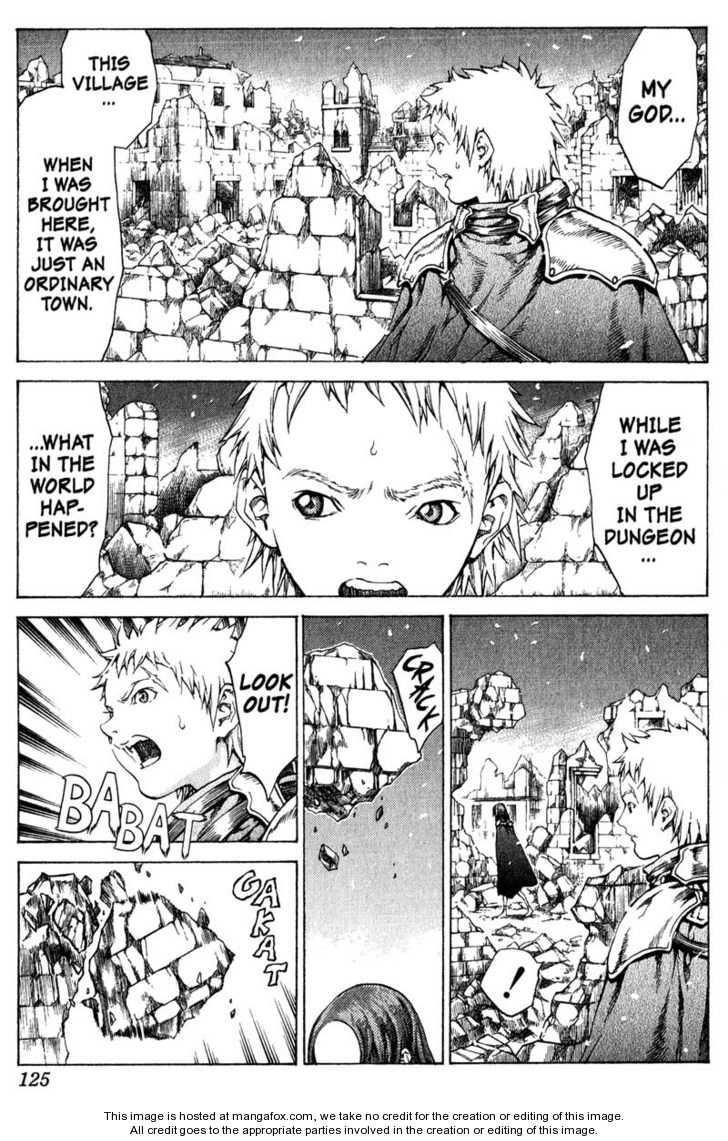 MY
GOD...
THIS
VILLAGE
...
WHEN
I WAS
BROUGHT
HERE,
IT WAS
JUST AN
ORDINARY
TOWN.
WHILE
I WAS
LOCKED
UP
IN THE
DUNGEON
...
...WHAT
IN THE
WORLD
HAP-
PENED?
!
CRACK
LOOK
OUT!
BABAT
GAKAT
125
This image is hosted at mangafox.com, we take no credit for the creation or editing of this image.
All credit goes to the appropriate parties involved in the creation or editing of this image.